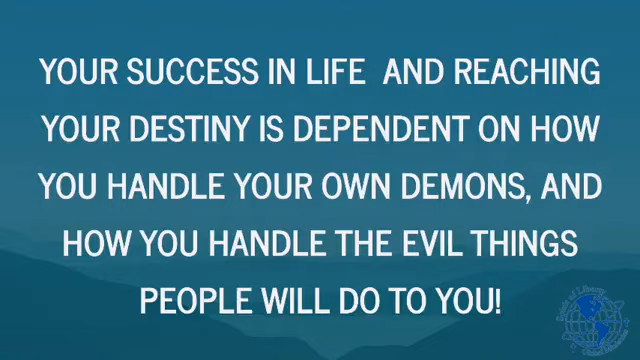 YOUR SUCCESS IN LIFE AND REACHING
YOUR DESTINY IS DEPENDENT ON HOW
YOU HANDLE YOUR OWN DEMONS, AND
HOW YOU HANDLE THE EVIL THINGS
PEOPLE WILL DO TO YOU!